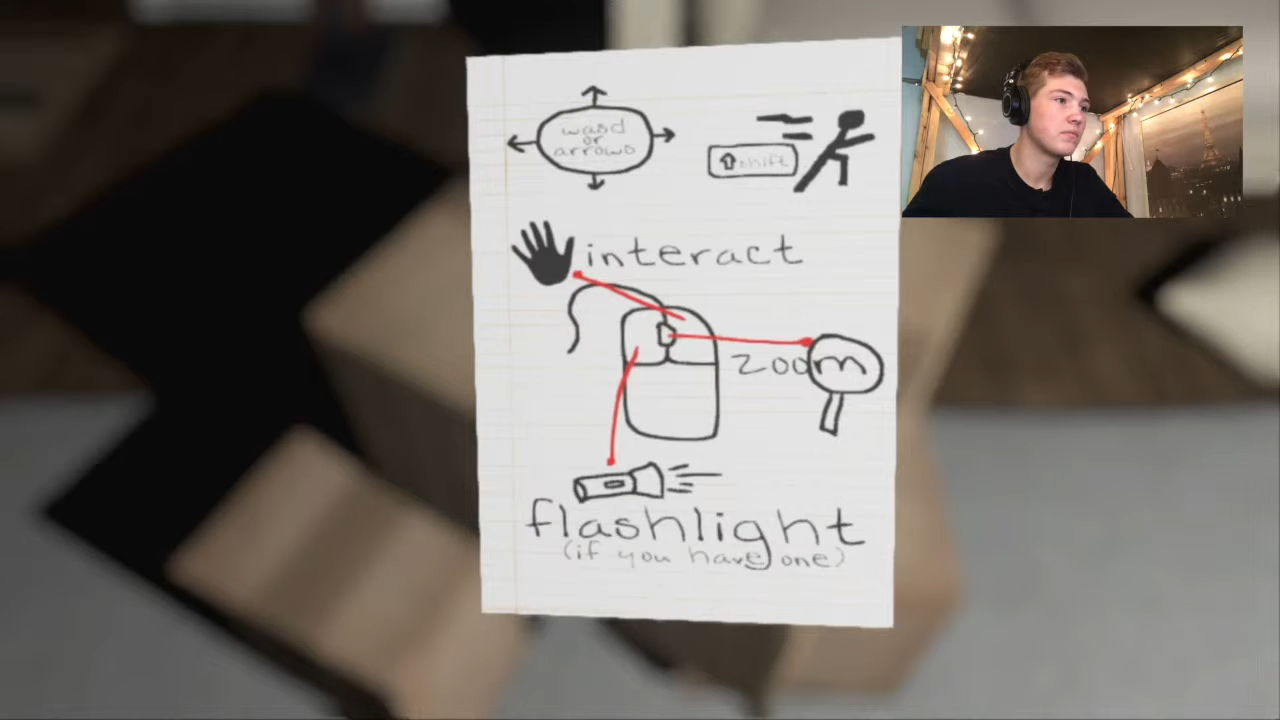 wasd
or
arrows
shift
interact
zoom
flashlight
(if you have one)